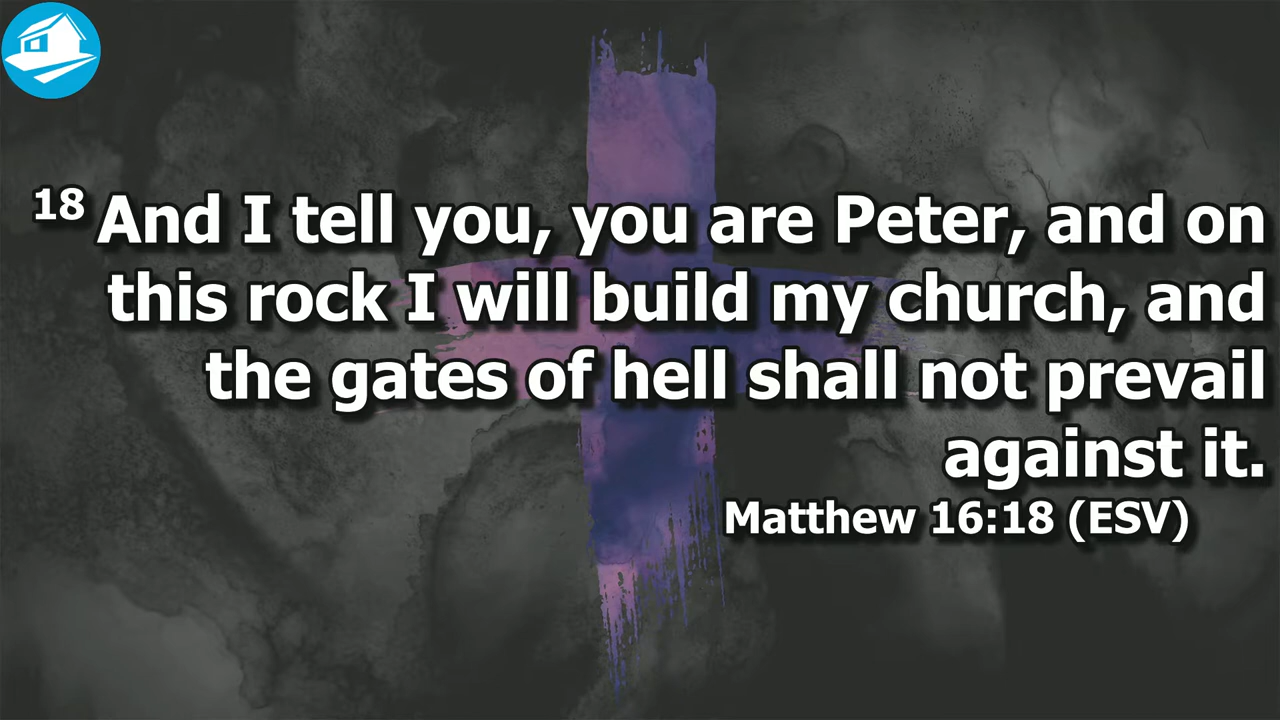 18 And I tell you, you are Peter, and on
this rock I will build my church, and
the gates of hell shall not prevail
against it.
Matthew 16:18 (ESV)